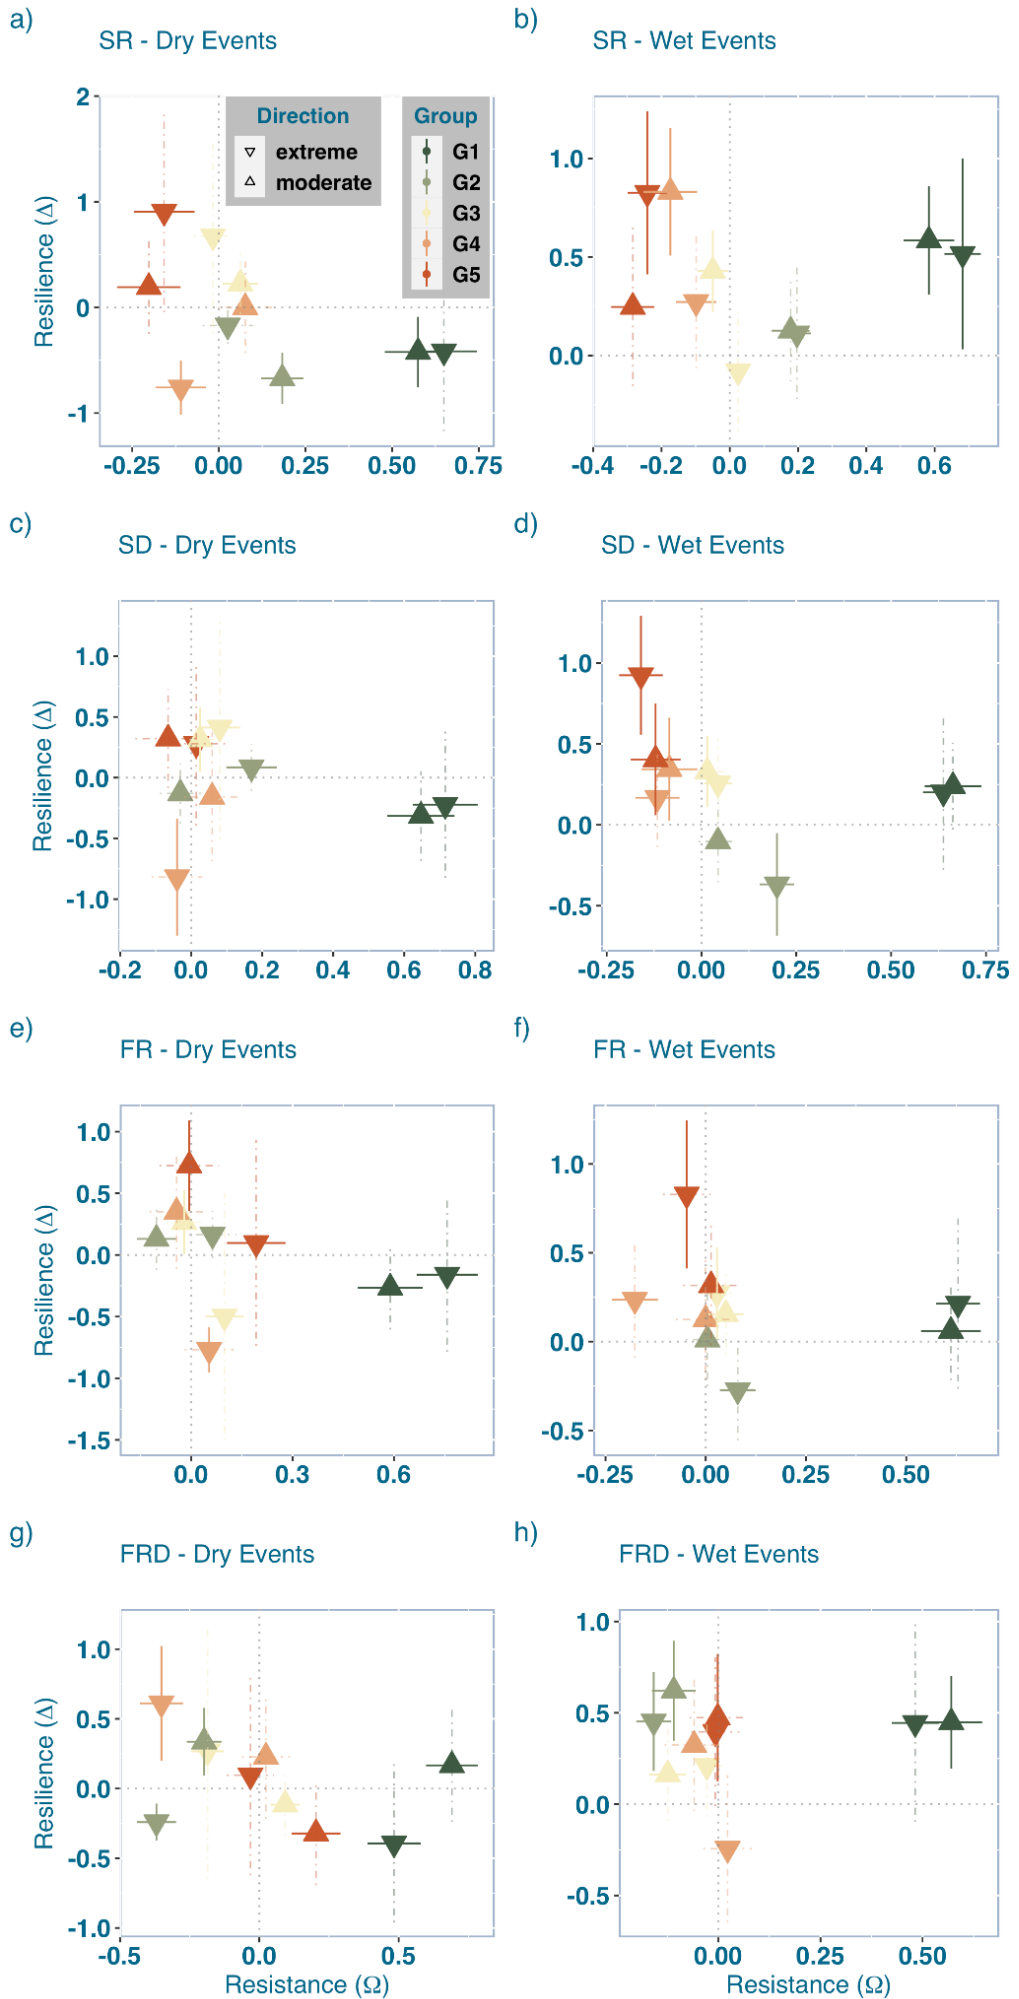 a)
SR - Dry Events
b)
SR - Wet Events
Direction
extreme
moderate
Group
G1
G2
G3
G4
G5
Resilience (Δ)
2
1
0
-1
-0.25 0.00 0.25 0.50 0.75
1.0
0.5
0.0
-0.4 -0.2 0.0 0.2 0.4 0.6
c)
SD - Dry Events
d)
SD - Wet Events
Resilience (Δ)
1.0
0.5
0.0
-0.5
-1.0
-0.2 0.0 0.2 0.4 0.6 0.8
1.0
0.5
0.0
-0.5
-0.25 0.00 0.25 0.50 0.75
e)
FR - Dry Events
f)
FR - Wet Events
Resilience (Δ)
1.0
0.5
0.0
-0.5
-1.0
-1.5
0.0 0.3 0.6
1.0
0.5
0.0
-0.5
-0.25 0.00 0.25 0.50
g)
FRD - Dry Events
h)
FRD - Wet Events
Resilience (Δ)
1.0
0.5
0.0
-0.5
-1.0
-0.5 0.0 0.5
Resistance (Ω)
1.0
0.5
0.0
-0.5
0.00 0.25 0.50
Resistance (Ω)